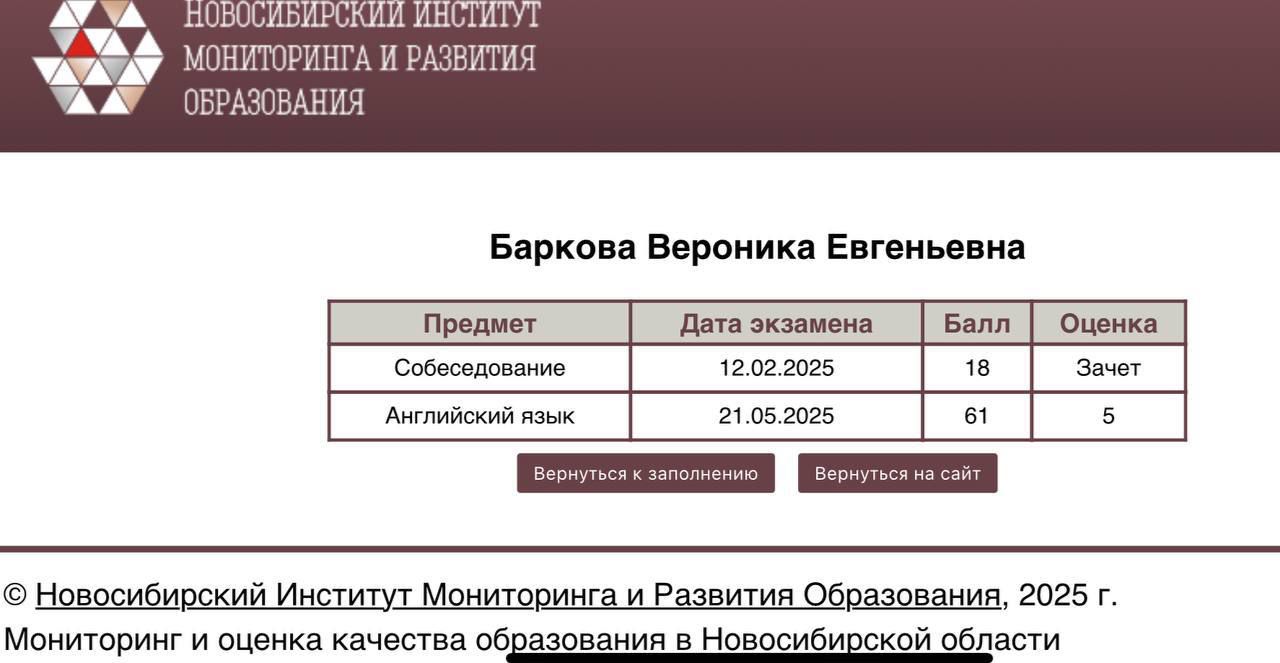 НОВОСИБИРСКИЙ ИНСТИТУТ
МОНИТОРИНГА И РАЗВИТИЯ
ОБРАЗОВАНИЯ
Баркова Вероника Евгеньевна
Предмет Дата экзамена Балл Оценка
Собеседование 12.02.2025 18 Зачет
Английский язык 21.05.2025 61 5
Вернуться к заполнению Вернуться на сайт
© Новосибирский Институт Мониторинга и Развития Образования, 2025 г.
Мониторинг и оценка качества образования в Новосибирской области